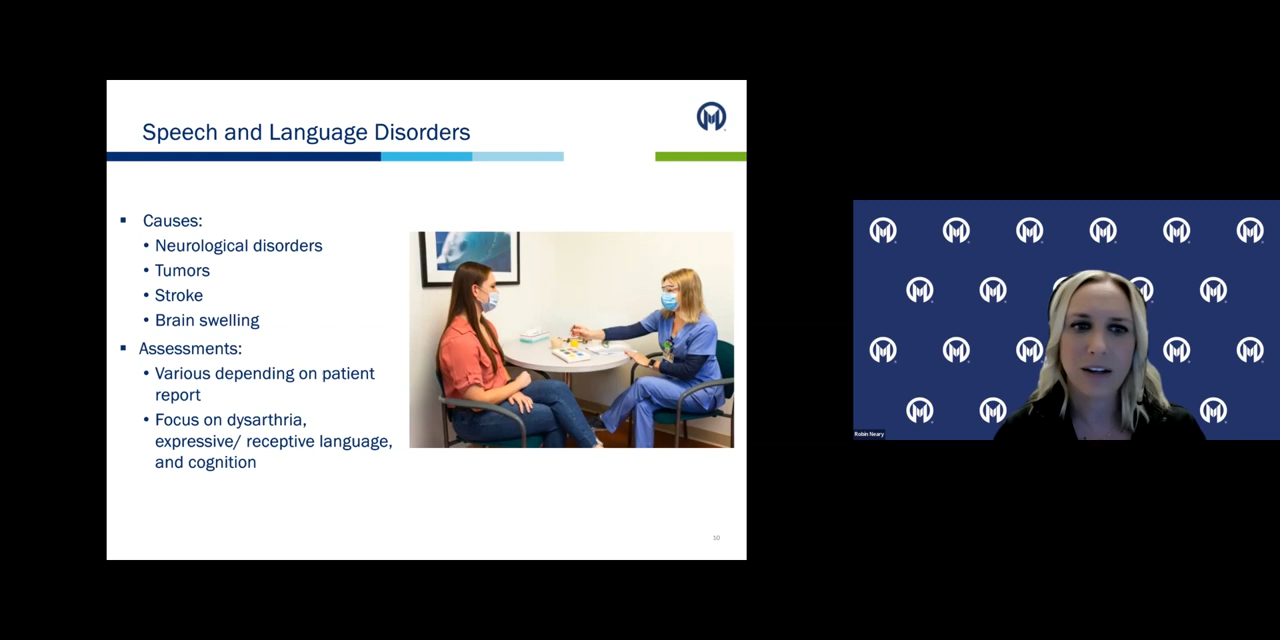 Speech and Language Disorders
▪ Causes:
• Neurological disorders
• Tumors
• Stroke
• Brain swelling
▪ Assessments:
• Various depending on patient
report
• Focus on dysarthria,
expressive/ receptive language,
and cognition
10
Robin Neary